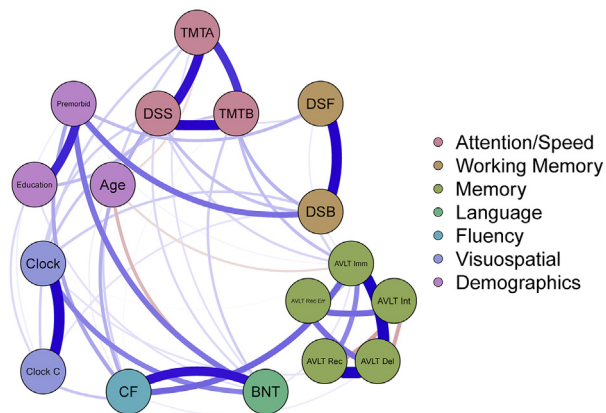 TMTA
Premorbid
DSS
TMTB
DSF
Education
Age
DSB
Clock
AVLT Imm
AVLT Rec Err
AVLT Int
Clock C
CF
BNT
AVLT Rec
AVLT Del
Attention/Speed
Working Memory
Memory
Language
Fluency
Visuospatial
Demographics